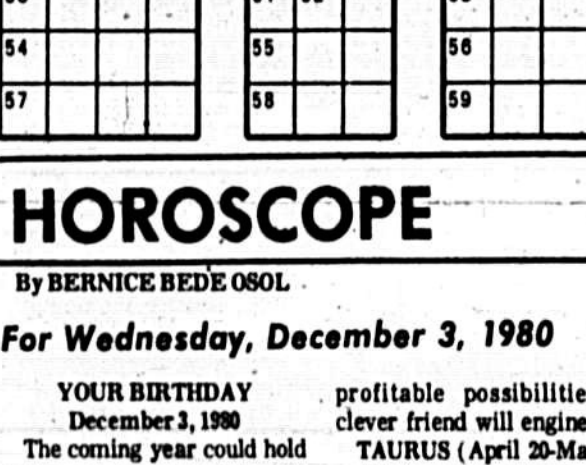 54 55 56
57 58 59
HOROSCOPE
By BERNICE BEDE OSOL
For Wednesday, December 3, 1980
YOUR BIRTHDAY
December 3, 1980
The coming year could hold
profitable possibilitie
clever friend will engine
TAURUS (April 20-Ma